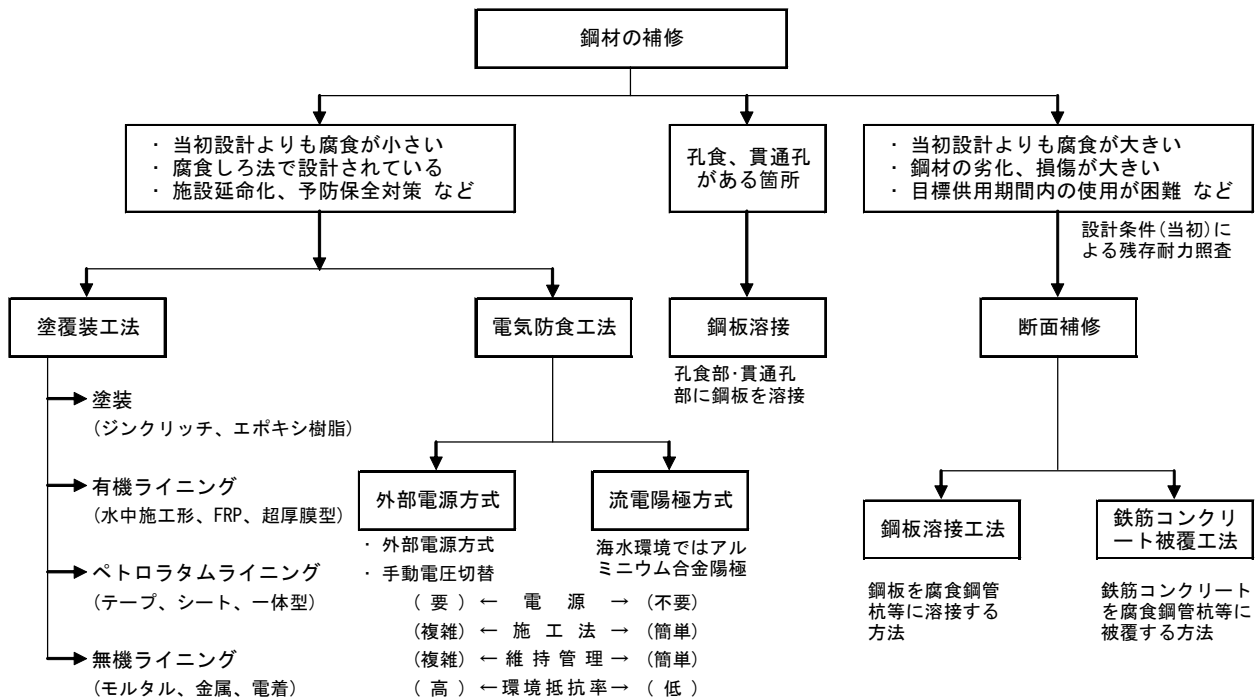 鋼材の補修
・ 当初設計よりも腐食が小さい
・ 腐食しろ法で設計されている
・ 施設延命化、予防保全対策 など
孔食、貫通孔
がある箇所
・ 当初設計よりも腐食が大きい
・ 鋼材の劣化、損傷が大きい
・ 目標供用期間内の使用が困難 など
設計条件(当初)に
よる残存耐力照査
塗覆装工法
電気防食工法
鋼板溶接
断面補修
孔食部・貫通孔
部に鋼板を溶接
塗装
(ジンクリッチ、エポキシ樹脂)
有機ライニング
(水中施工形、FRP、超厚膜型)
ペトロラタムライニング
(テープ、シート、一体型)
無機ライニング
(モルタル、金属、電着)
外部電源方式
・ 外部電源方式
・ 手動電圧切替
流電陽極方式
海水環境ではアル
ミニウム合金陽極
(要) ← 電源 → (不要)
(複雑) ← 施工法 → (簡単)
(複雑) ← 維持管理 → (簡単)
(高) ← 環境抵抗率 → (低)
鋼板溶接工法
鋼板を腐食鋼管
杭等に溶接する
方法
鉄筋コンクリ
ート被覆工法
鉄筋コンクリート
を腐食鋼管杭等に
被覆する方法